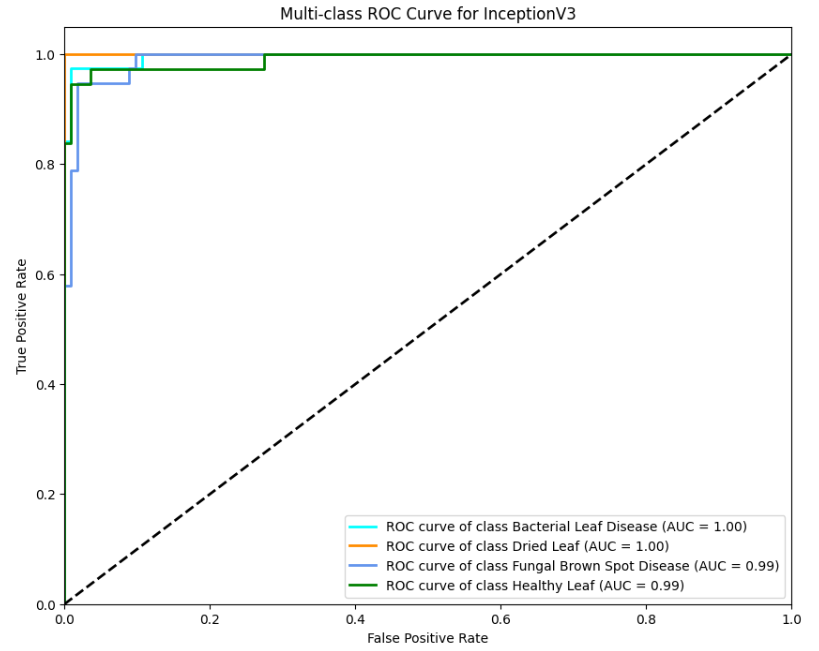 Multi-class ROC Curve for InceptionV3
True Positive Rate
1.0
0.8
0.6
0.4
0.2
0.0
ROC curve of class Bacterial Leaf Disease (AUC = 1.00)
ROC curve of class Dried Leaf (AUC = 1.00)
ROC curve of class Fungal Brown Spot Disease (AUC = 0.99)
ROC curve of class Healthy Leaf (AUC = 0.99)
0.0 0.2 0.4 0.6 0.8 1.0
False Positive Rate